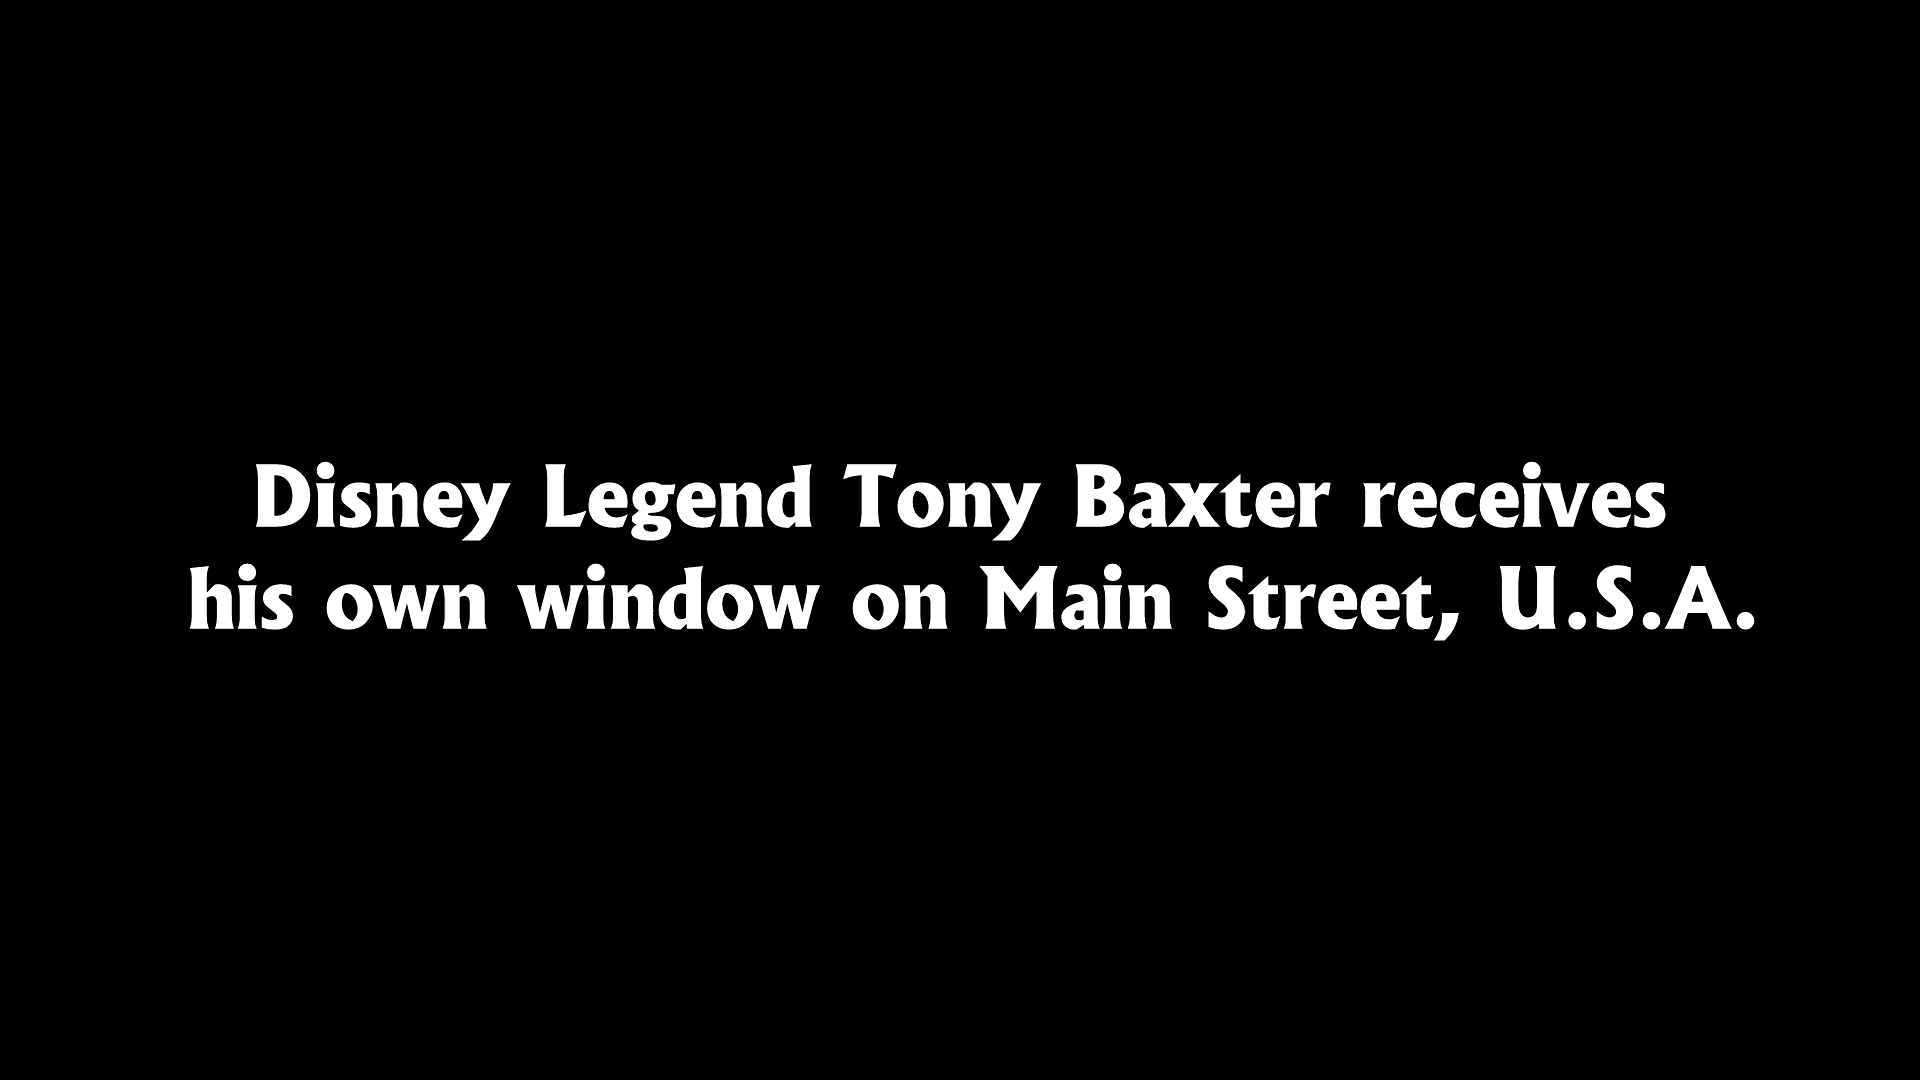 Disney Legend Tony Baxter receives
his own window on Main Street, U.S.A.